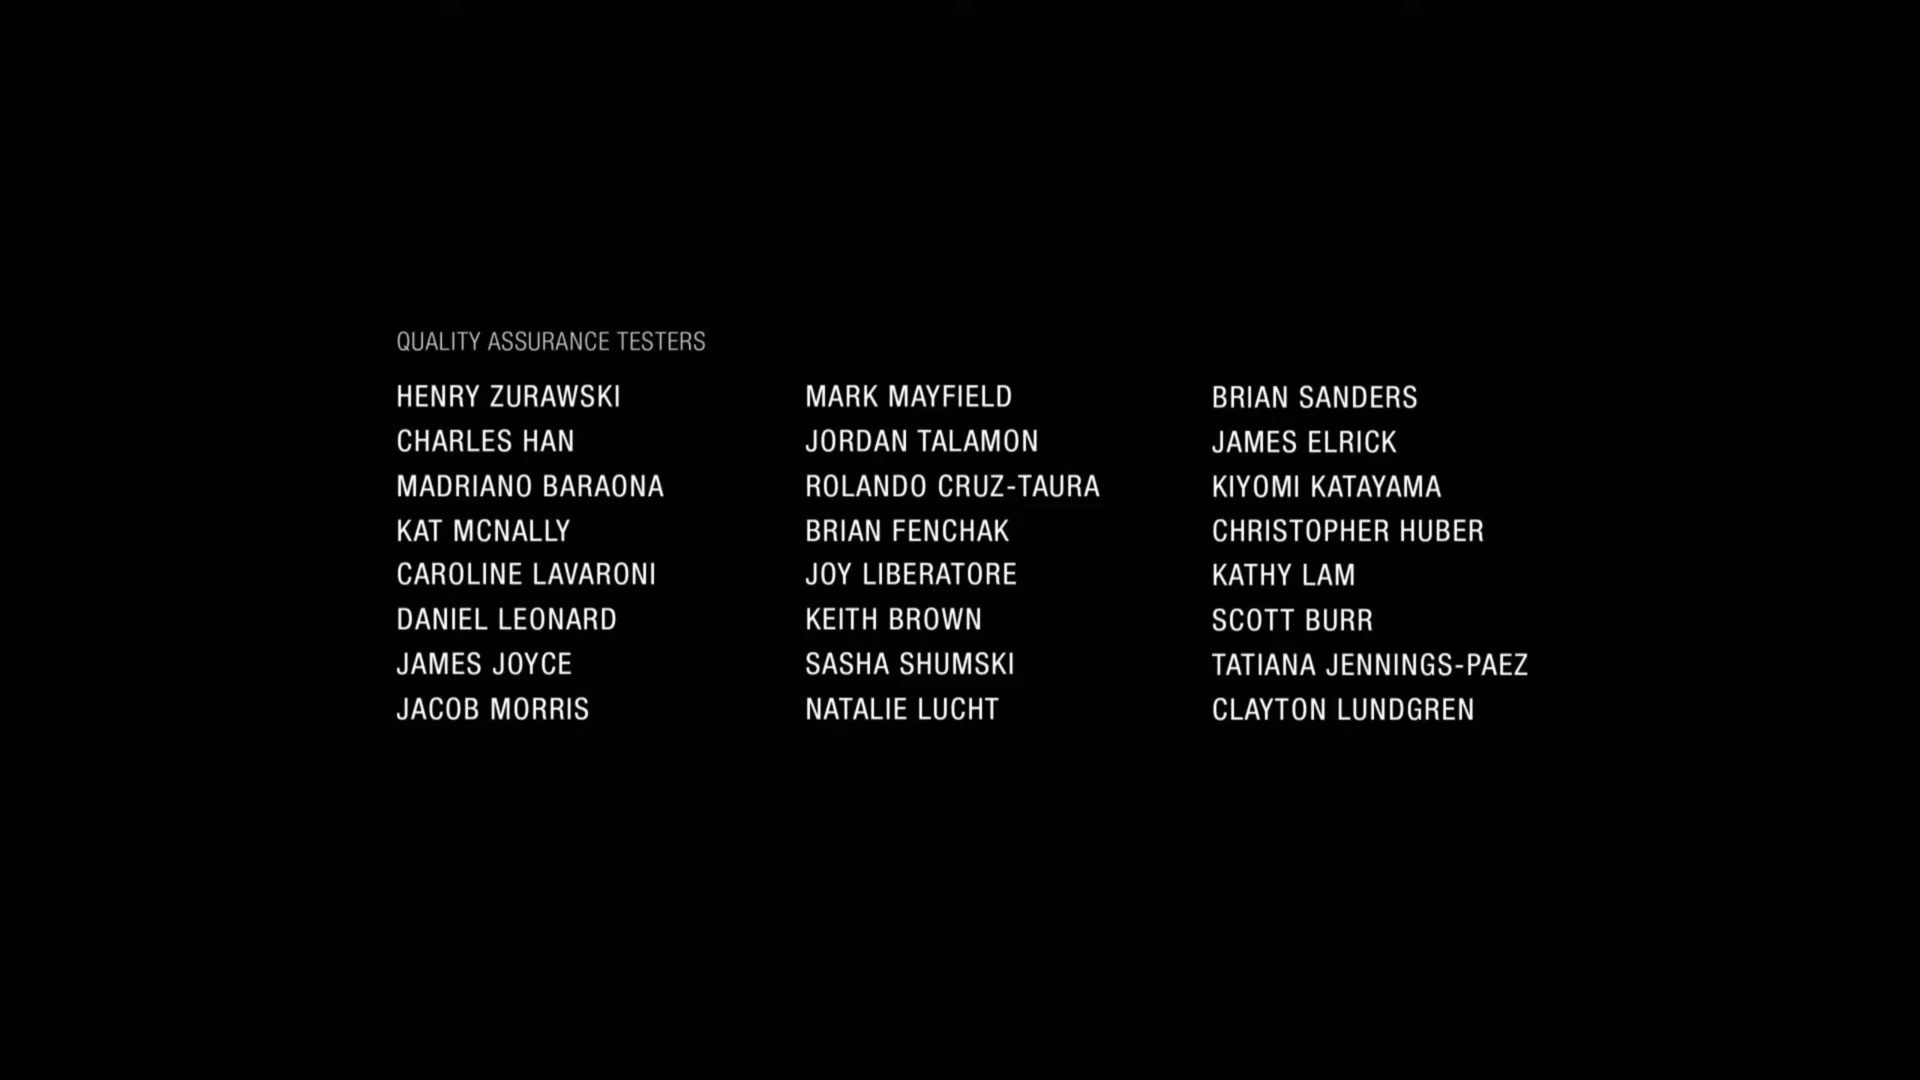 QUALITY ASSURANCE TESTERS
HENRY ZURAWSKI
CHARLES HAN
MADRIANO BARAONA
KAT MCNALLY
CAROLINE LAVARONI
DANIEL LEONARD
JAMES JOYCE
JACOB MORRIS
MARK MAYFIELD
JORDAN TALAMON
ROLANDO CRUZ-TAURA
BRIAN FENCHAK
JOY LIBERATORE
KEITH BROWN
SASHA SHUMSKI
NATALIE LUCHT
BRIAN SANDERS
JAMES ELRICK
KIYOMI KATAYAMA
CHRISTOPHER HUBER
KATHY LAM
SCOTT BURR
TATIANA JENNINGS-PAEZ
CLAYTON LUNDGREN